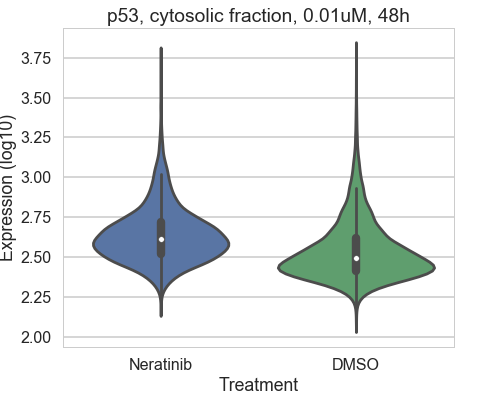 p53, cytosolic fraction, 0.01uM, 48h
Expression (log10)
3.75
3.50
3.25
3.00
2.75
2.50
2.25
2.00
Neratinib DMSO
Treatment